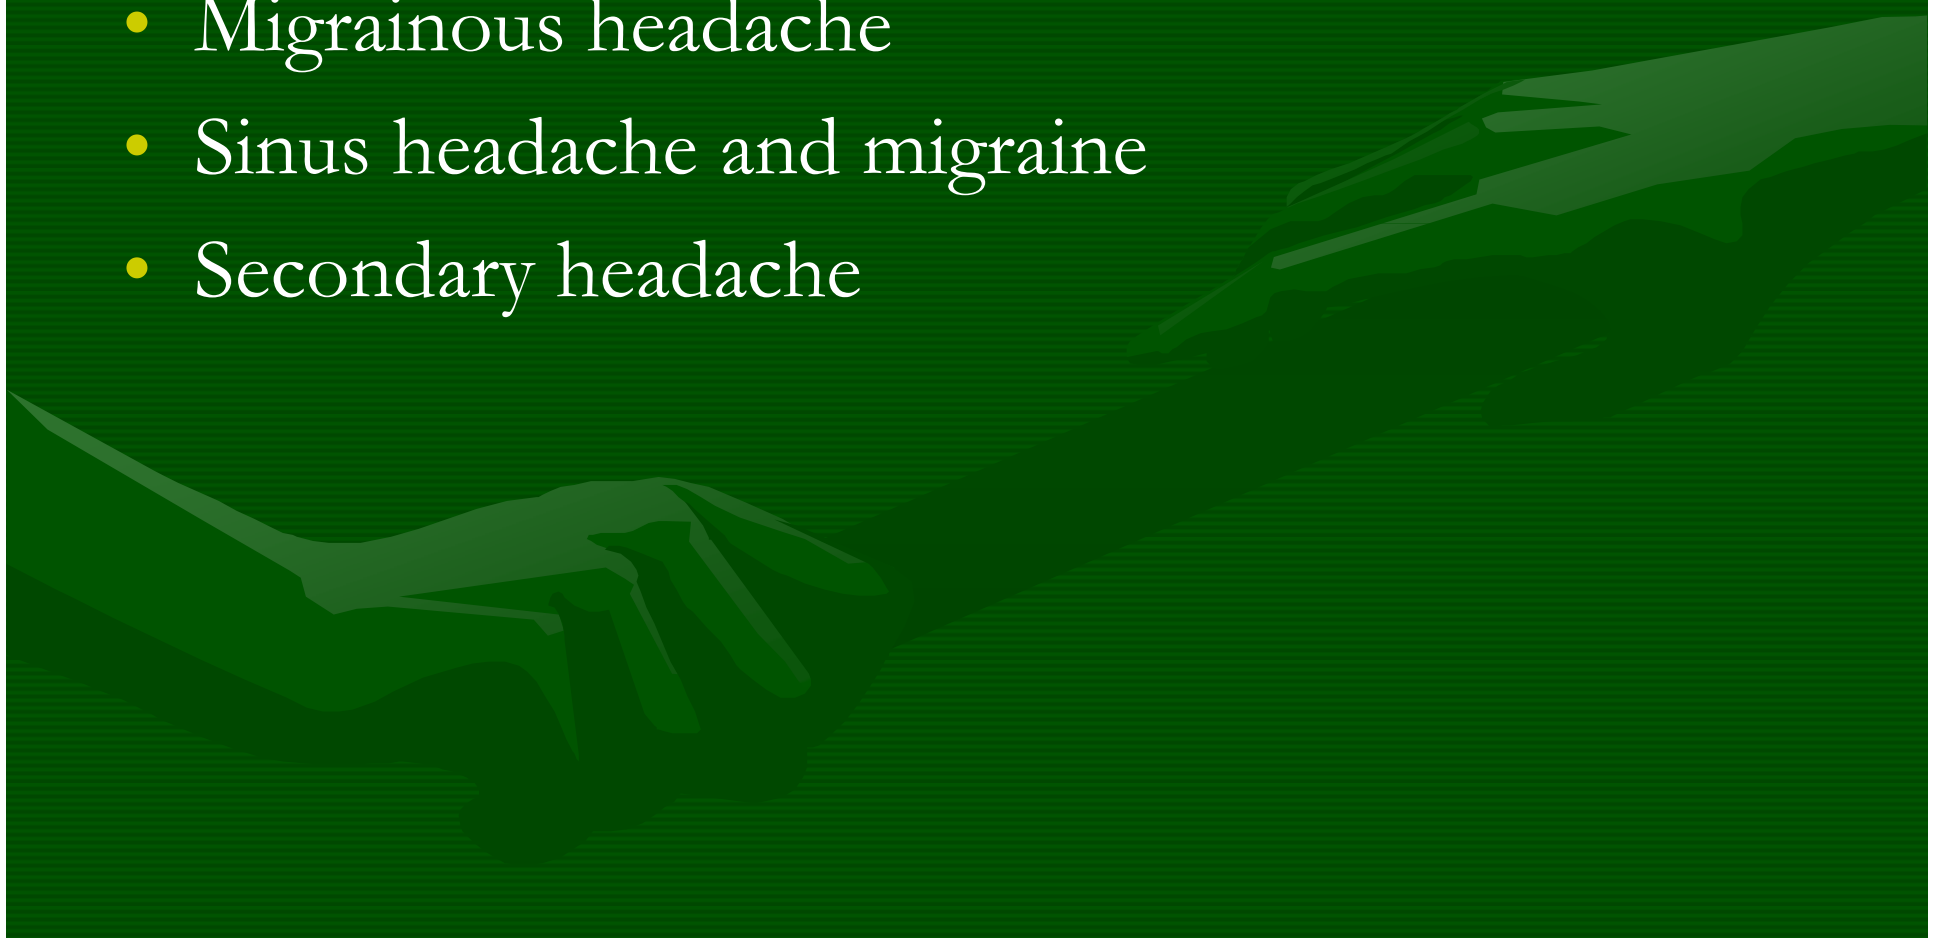 • Migrainous headache
• Sinus headache and migraine
• Secondary headache